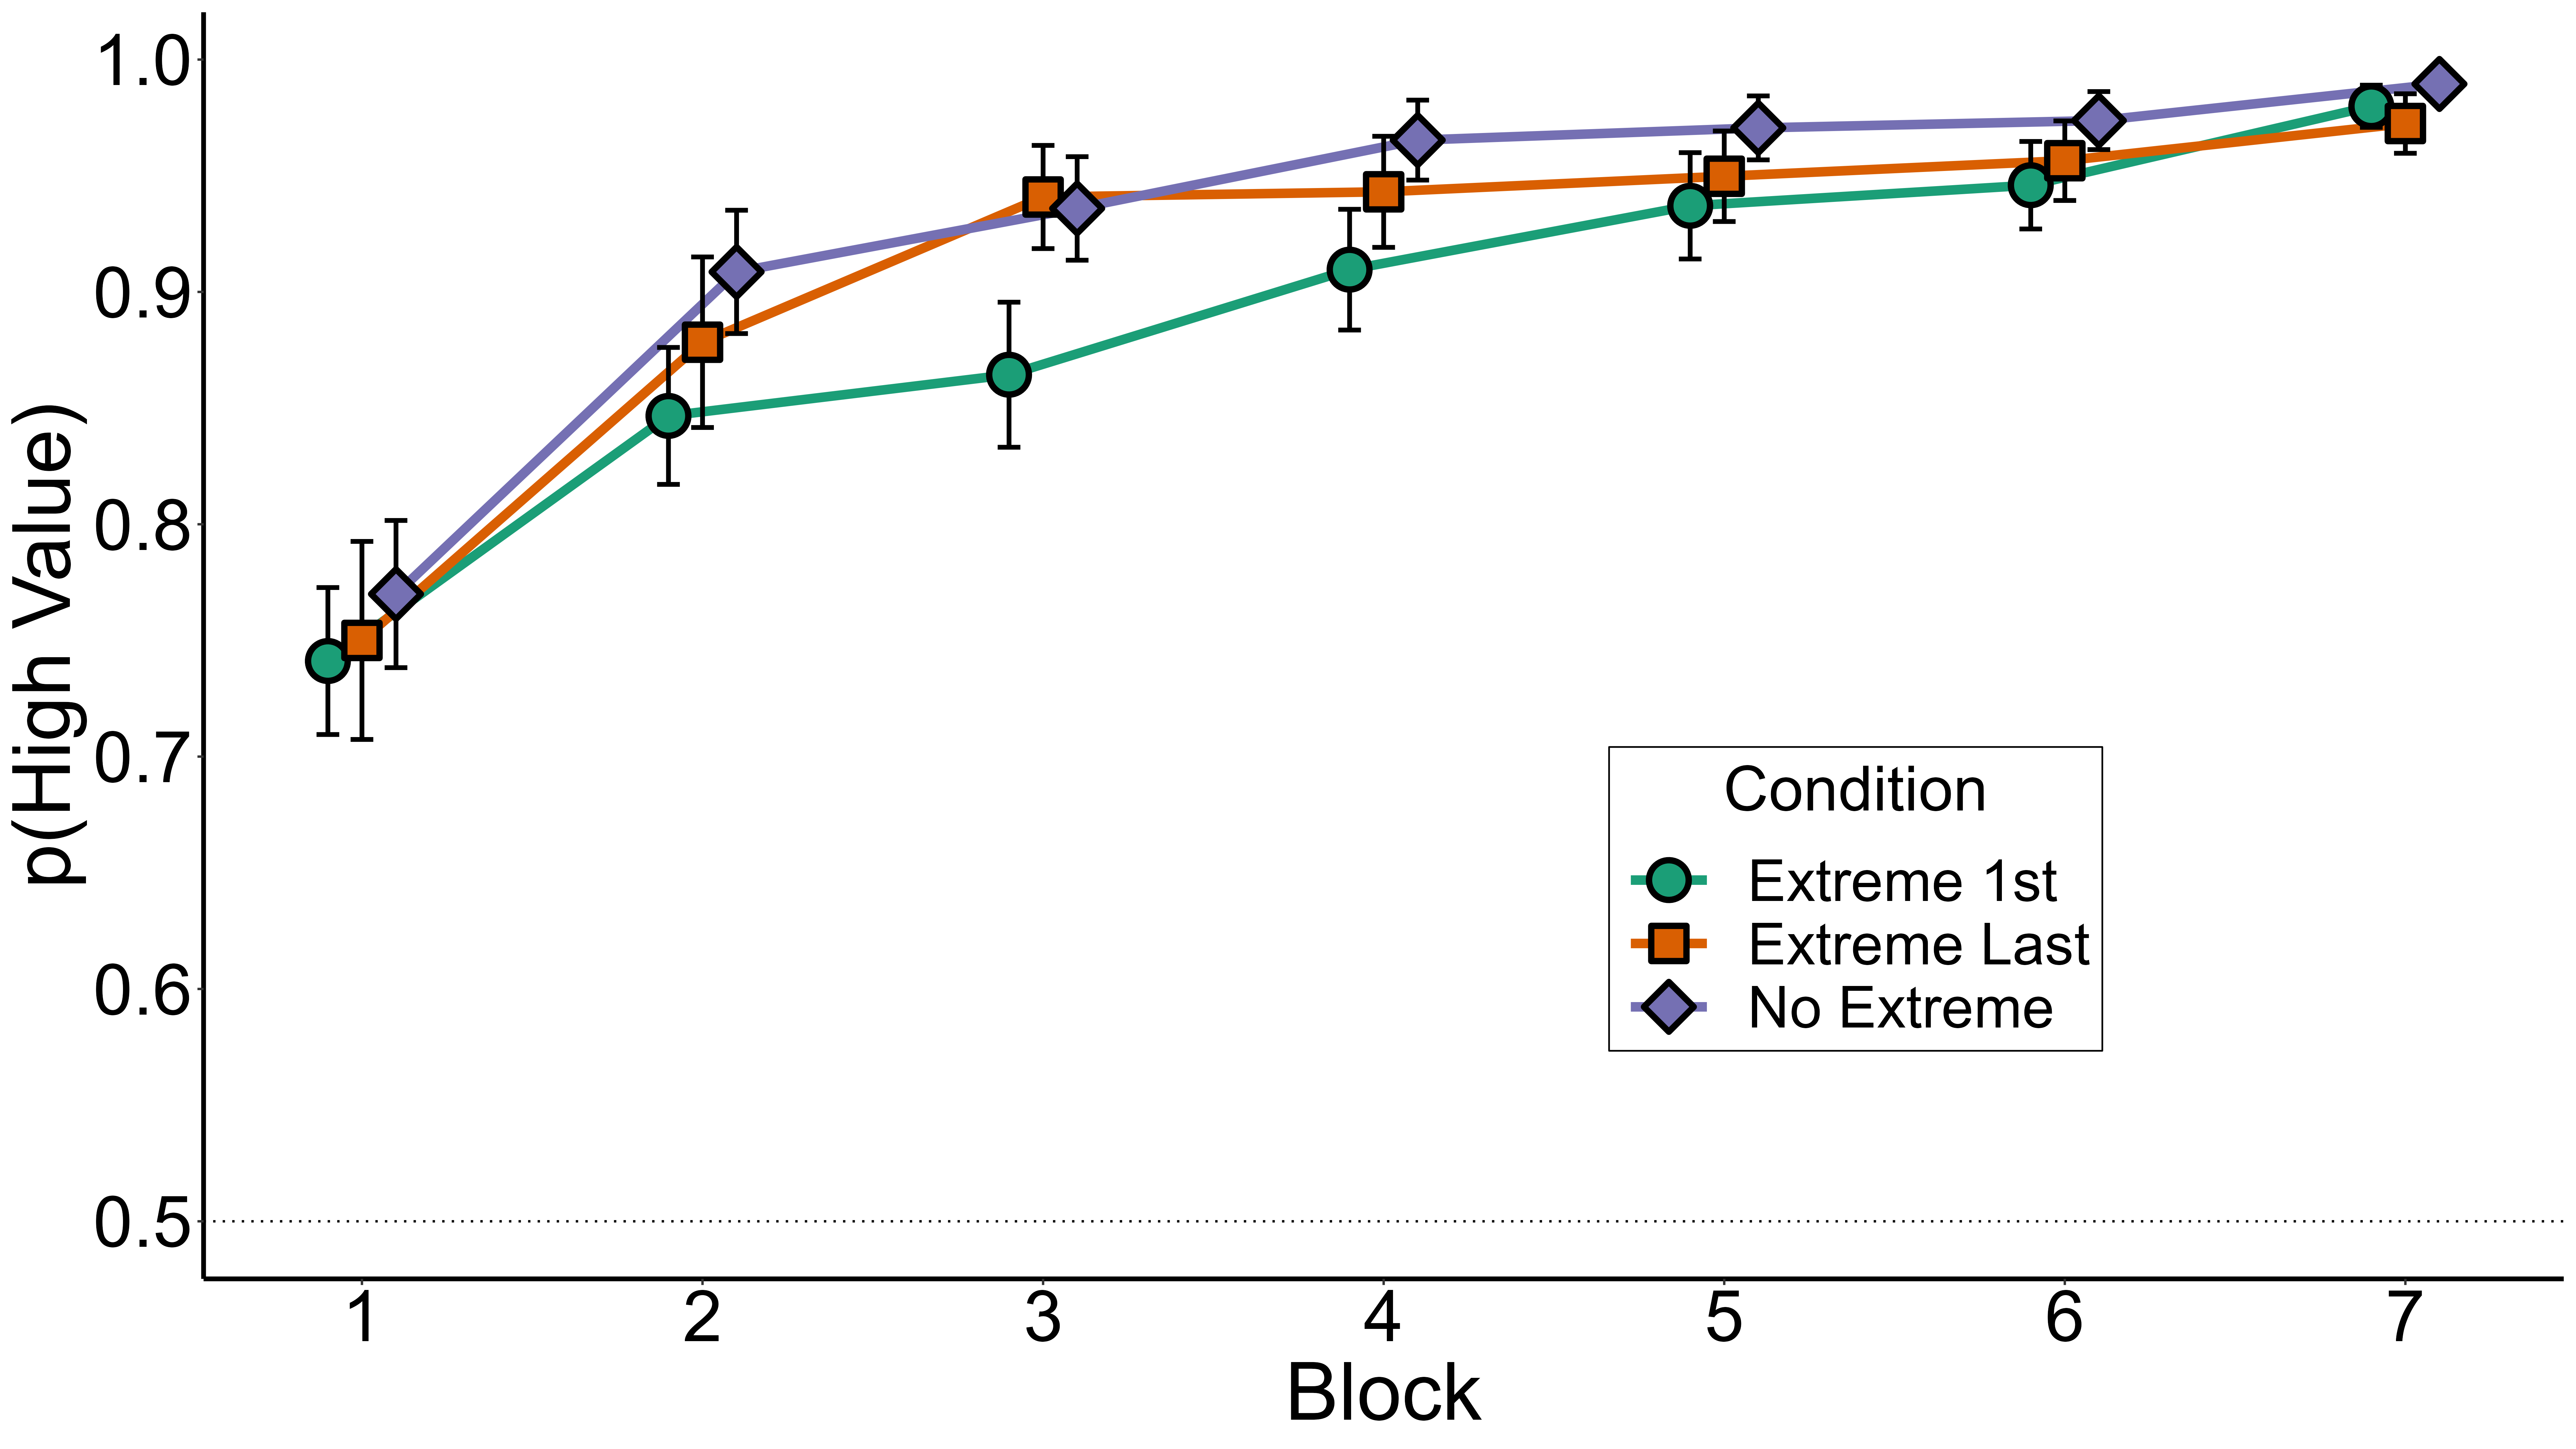 p(High Value)
1.0
0.9
0.8
0.7
0.6
0.5
Condition
Extreme 1st
Extreme Last
No Extreme
1 2 3 4 5 6 7
Block